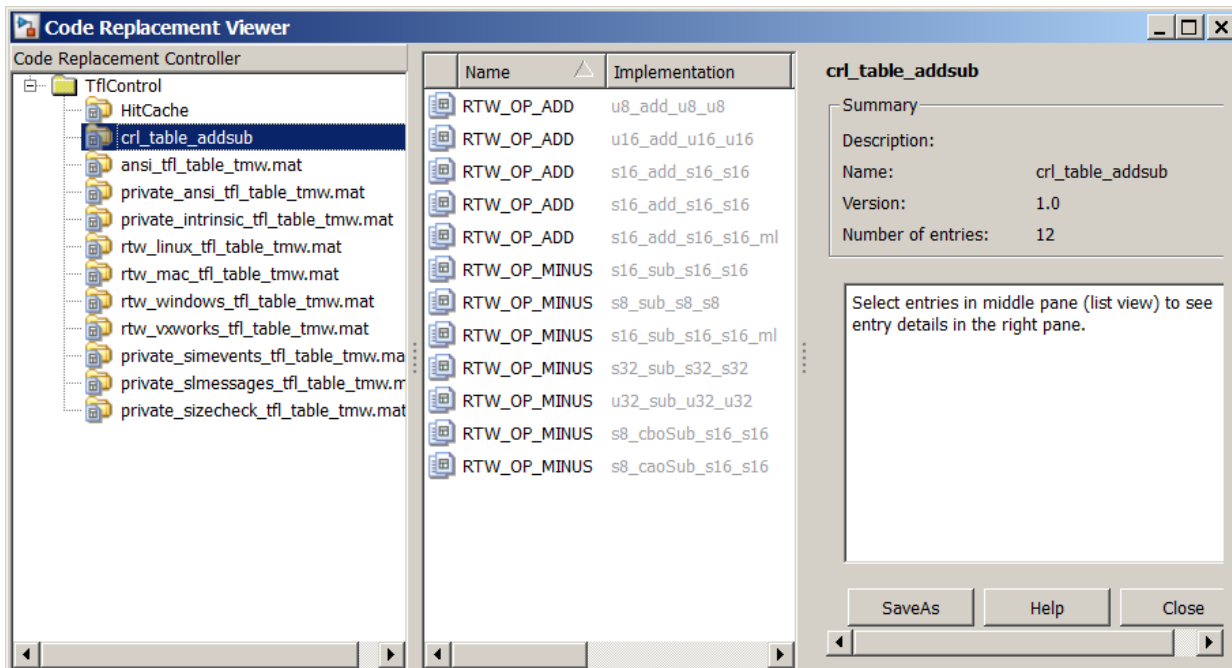 Code Replacement Viewer
Code Replacement Controller
TflControl
HitCache
crl_table_addsub
ansi_tfl_table_tmw.mat
private_ansi_tfl_table_tmw.mat
private_intrinsic_tfl_table_tmw.mat
rtw_linux_tfl_table_tmw.mat
rtw_mac_tfl_table_tmw.mat
rtw_windows_tfl_table_tmw.mat
rtw_vxworks_tfl_table_tmw.mat
private_simevents_tfl_table_tmw.ma
private_slmessages_tfl_table_tmw.m
private_sizecheck_tfl_table_tmw.mat
Name Implementation
RTW_OP_ADD u8_add_u8_u8
RTW_OP_ADD u16_add_u16_u16
RTW_OP_ADD s16_add_s16_s16
RTW_OP_ADD s16_add_s16_s16
RTW_OP_ADD s16_add_s16_s16_ml
RTW_OP_MINUS s16_sub_s16_s16
RTW_OP_MINUS s8_sub_s8_s8
RTW_OP_MINUS s16_sub_s16_s16_ml
RTW_OP_MINUS s32_sub_s32_s32
RTW_OP_MINUS u32_sub_u32_u32
RTW_OP_MINUS s8_cboSub_s16_s16
RTW_OP_MINUS s8_caoSub_s16_s16
crl_table_addsub
Summary
Description:
Name: crl_table_addsub
Version: 1.0
Number of entries: 12
Select entries in middle pane (list view) to see
entry details in the right pane.
SaveAs Help Close